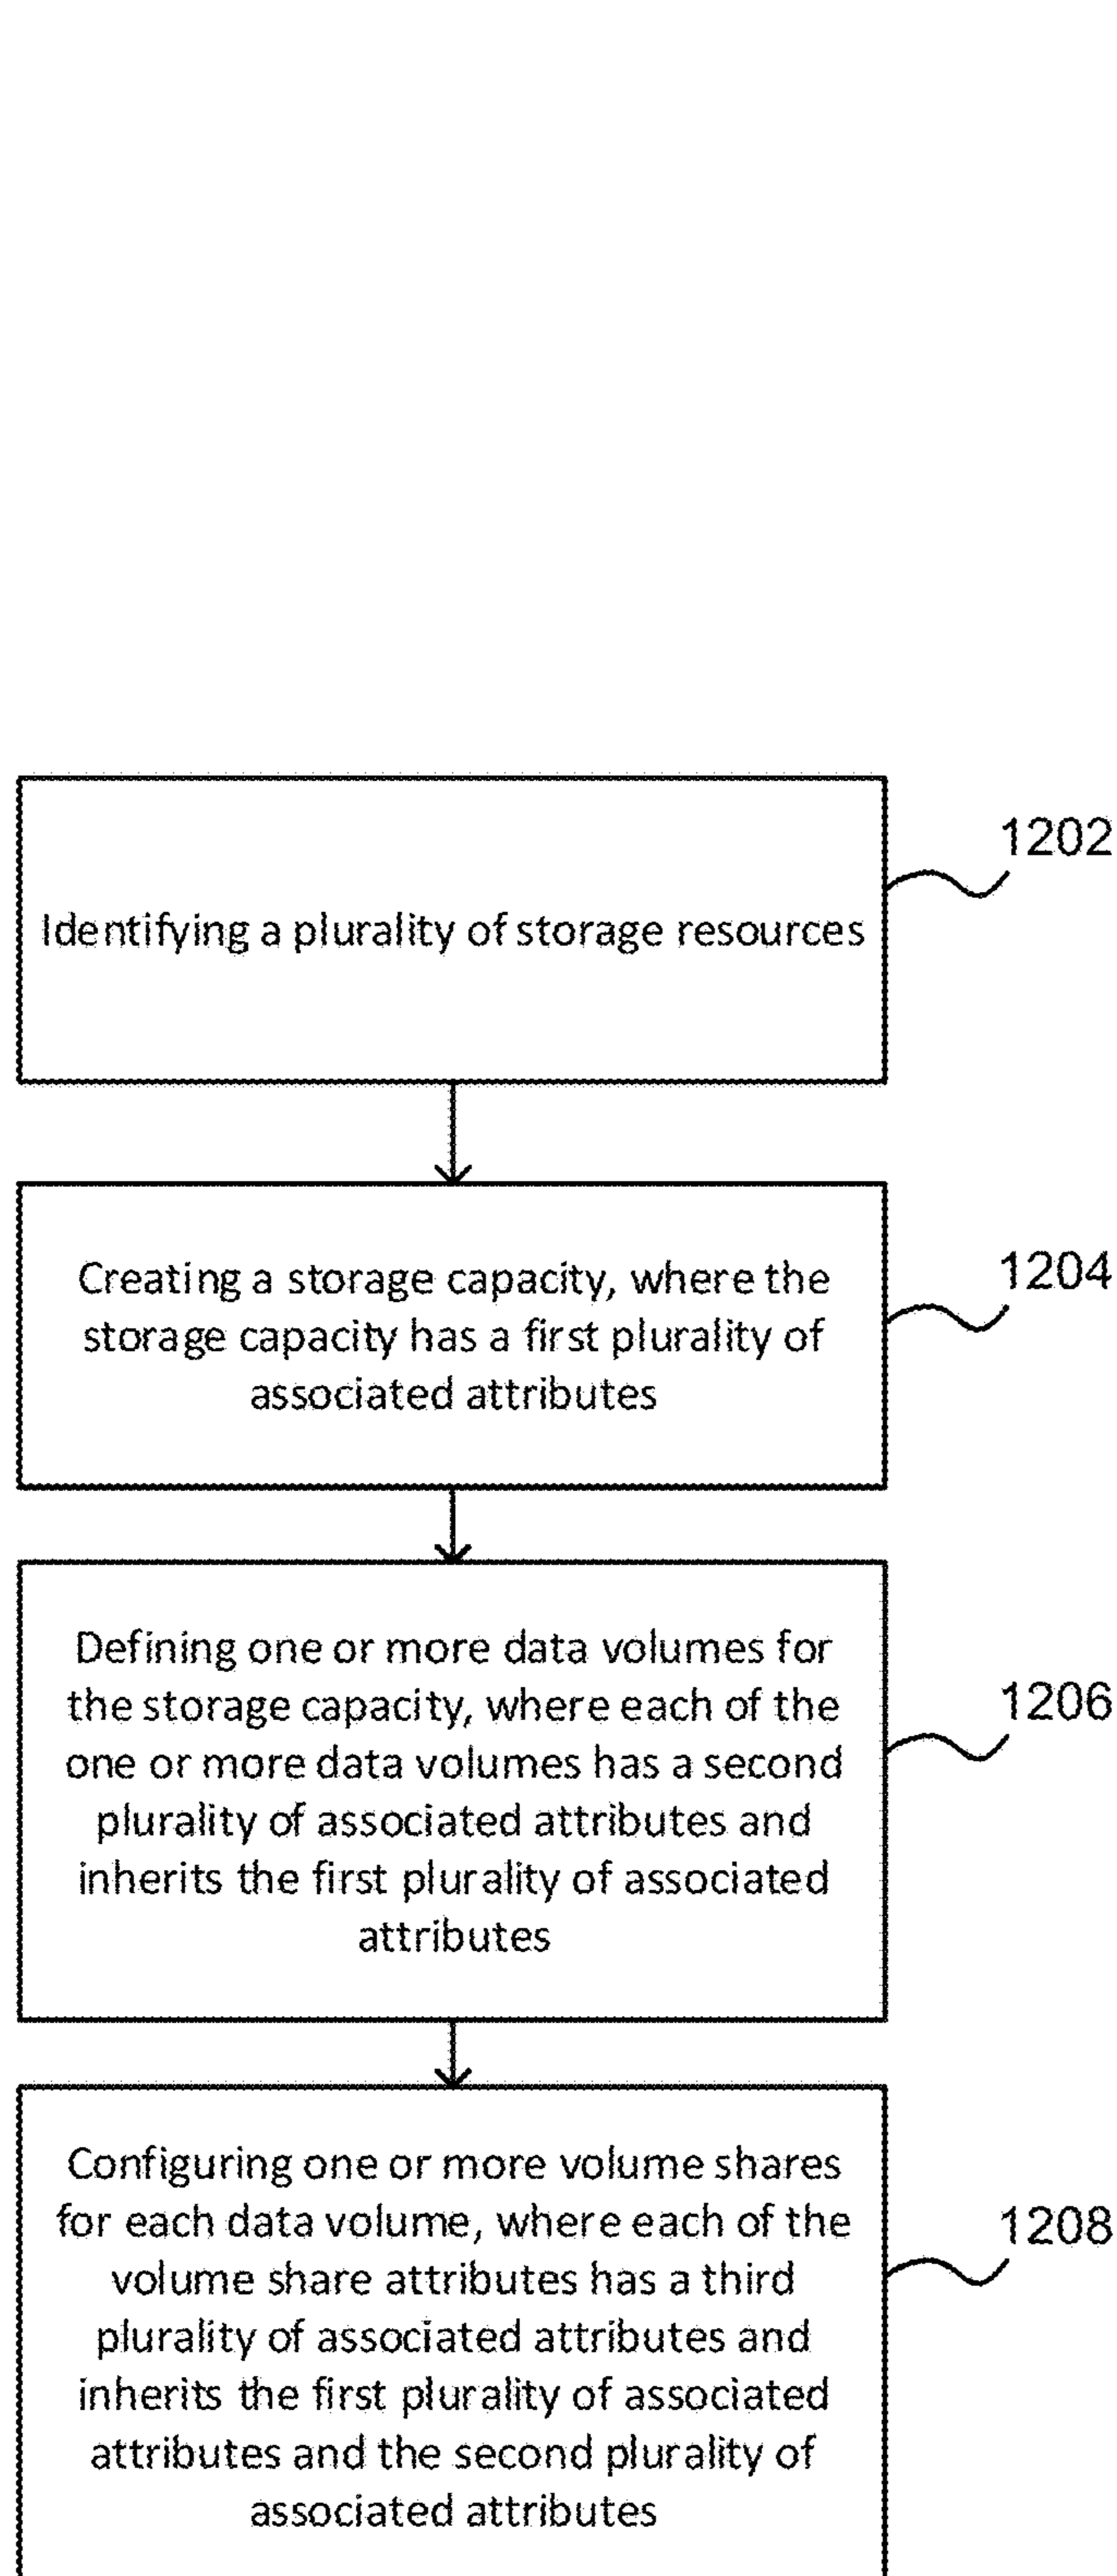 1202
Identifying a plurality of storage resources
1204
Creating a storage capacity, where the
storage capacity has a first plurality of
associated attributes
1206
Defining one or more data volumes for
the storage capacity, where each of the
one or more data volumes has a second
plurality of associated attributes and
inherits the first plurality of associated
attributes
1208
Configuring one or more volume shares
for each data volume, where each of the
volume share attributes has a third
plurality of associated attributes and
inherits the first plurality of associated
attributes and the second plurality of
associated attributes